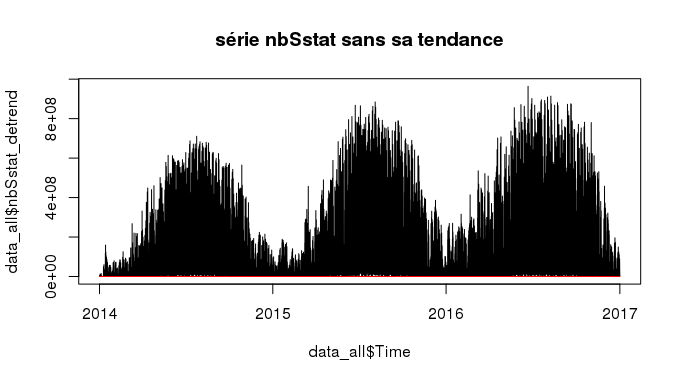 série nbSstat sans sa tendance
data_all$nbSstat_detrend
8e+08
4e+08
0e+00
2014 2015 2016 2017
data_all$Time